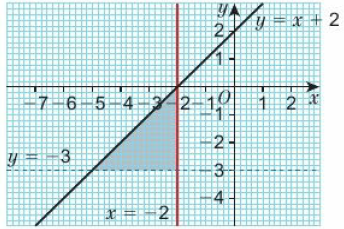 y
y = x + 2
2
1
-7 -6 -5 -4 -3 -2 -1 O 1 2 x
-1
-2
y = -3
-3
-4
x = -2